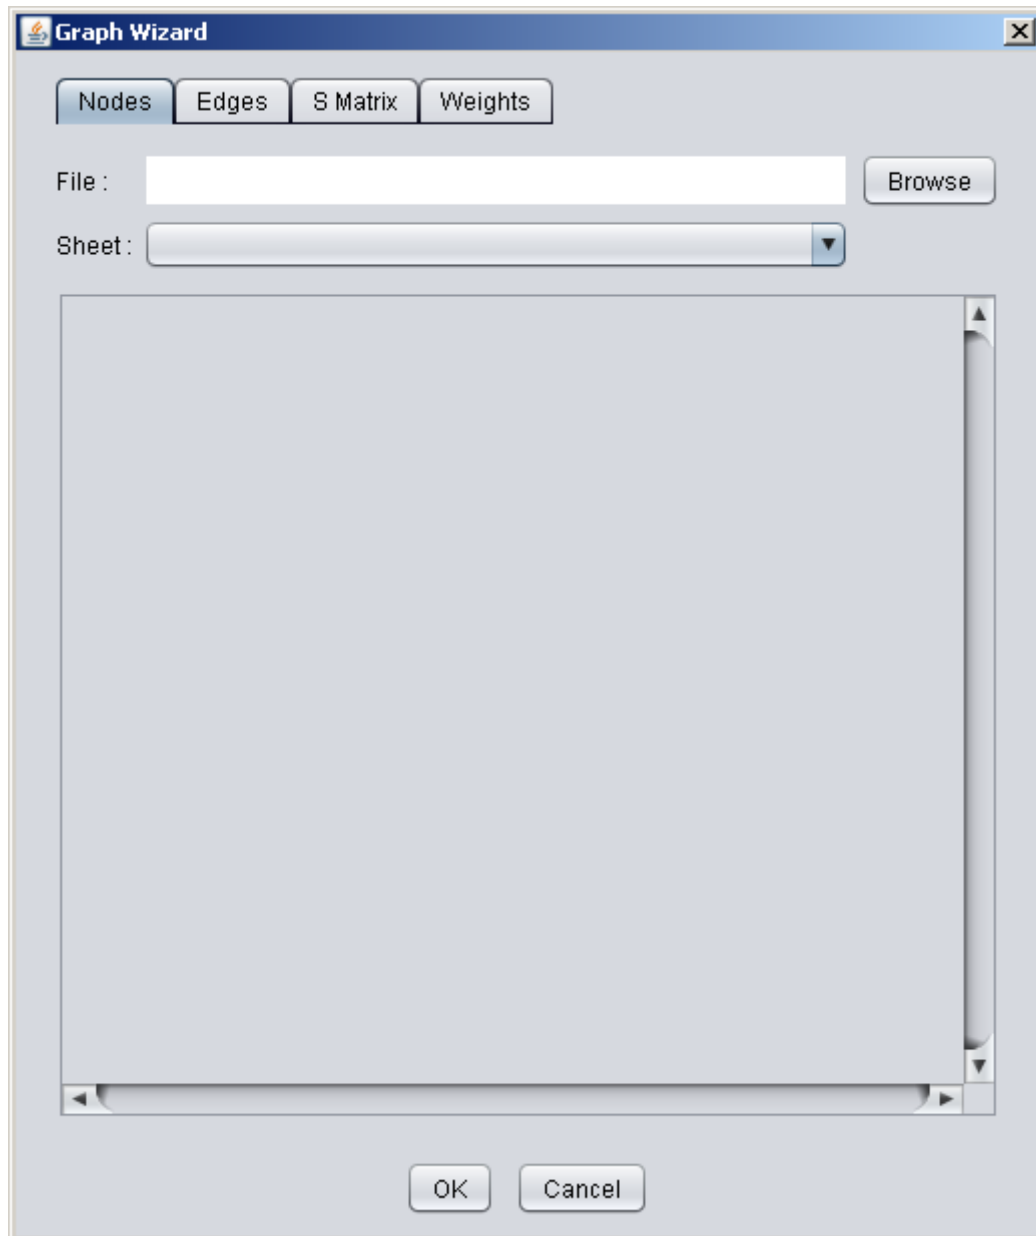 Graph Wizard
Nodes Edges S Matrix Weights
File : Browse
Sheet :
OK Cancel